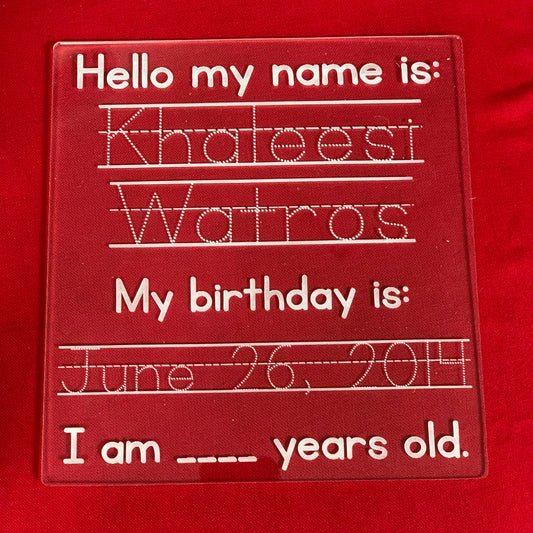 Hello my name is:
Khaleesi
Watros
My birthday is:
June 26, 2014
I am ____ years old.